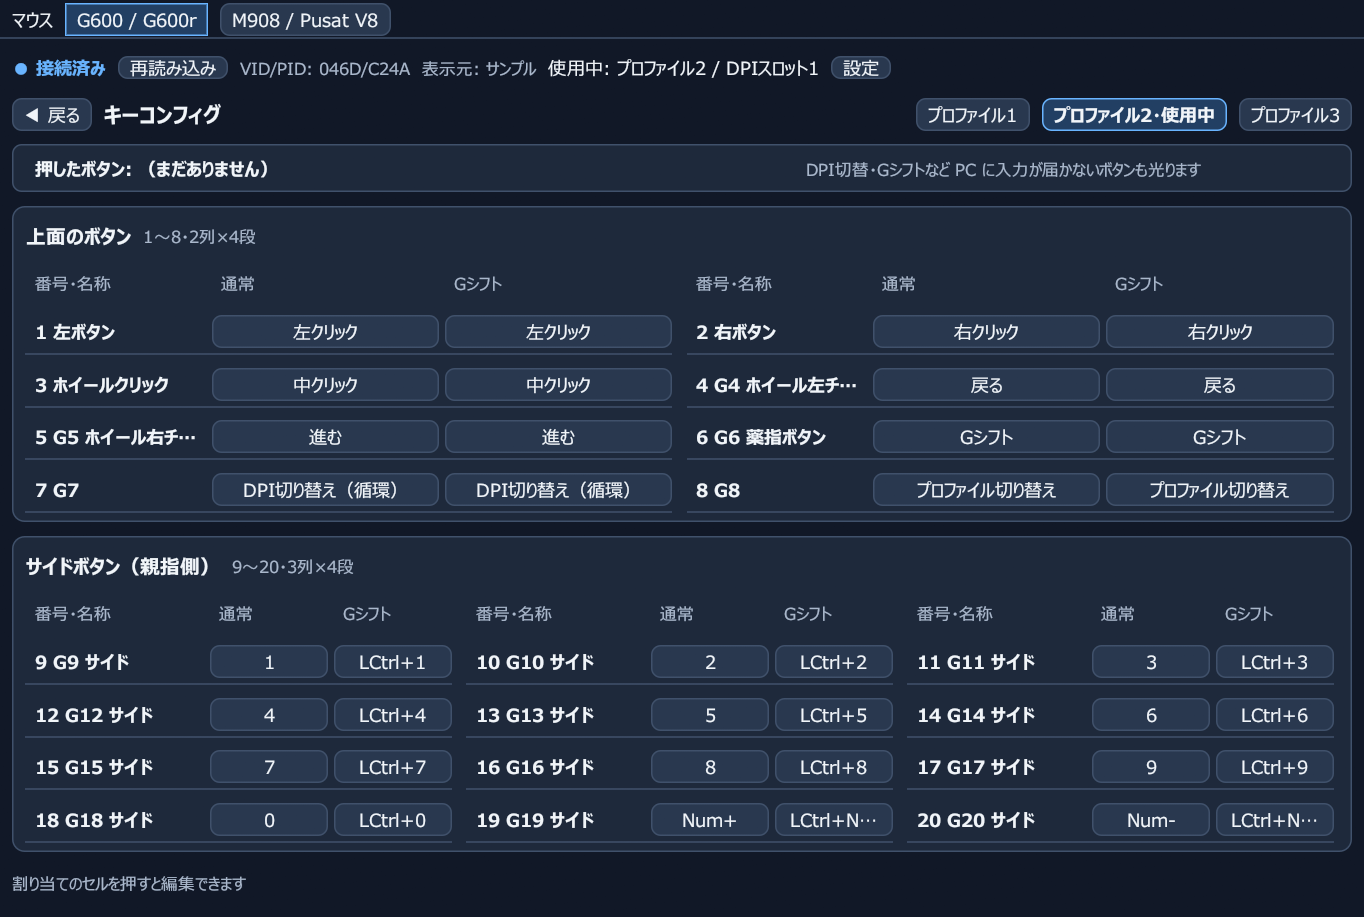 マウス G600 / G600r M908 / Pusat V8
● 接続済み 再読み込み VID/PID: 046D/C24A 表示元: サンプル 使用中: プロファイル2 / DPIスロット1 設定
◀ 戻る キーコンフィグ プロファイル1 プロファイル2・使用中 プロファイル3
押したボタン: （まだありません） DPI切替・Gシフトなど PC に入力が届かないボタンも光ります
上面のボタン 1〜8・2列×4段
番号・名称 通常 Gシフト 番号・名称 通常 Gシフト
1 左ボタン 左クリック 左クリック 2 右ボタン 右クリック 右クリック
3 ホイールクリック 中クリック 中クリック 4 G4 ホイール左チ… 戻る 戻る
5 G5 ホイール右チ… 進む 進む 6 G6 薬指ボタン Gシフト Gシフト
7 G7 DPI切り替え（循環） DPI切り替え（循環） 8 G8 プロファイル切り替え プロファイル切り替え
サイドボタン（親指側） 9〜20・3列×4段
番号・名称 通常 Gシフト 番号・名称 通常 Gシフト 番号・名称 通常 Gシフト
9 G9 サイド 1 LCtrl+1 10 G10 サイド 2 LCtrl+2 11 G11 サイド 3 LCtrl+3
12 G12 サイド 4 LCtrl+4 13 G13 サイド 5 LCtrl+5 14 G14 サイド 6 LCtrl+6
15 G15 サイド 7 LCtrl+7 16 G16 サイド 8 LCtrl+8 17 G17 サイド 9 LCtrl+9
18 G18 サイド 0 LCtrl+0 19 G19 サイド Num+ LCtrl+N… 20 G20 サイド Num- LCtrl+N…
割り当てのセルを押すと編集できます